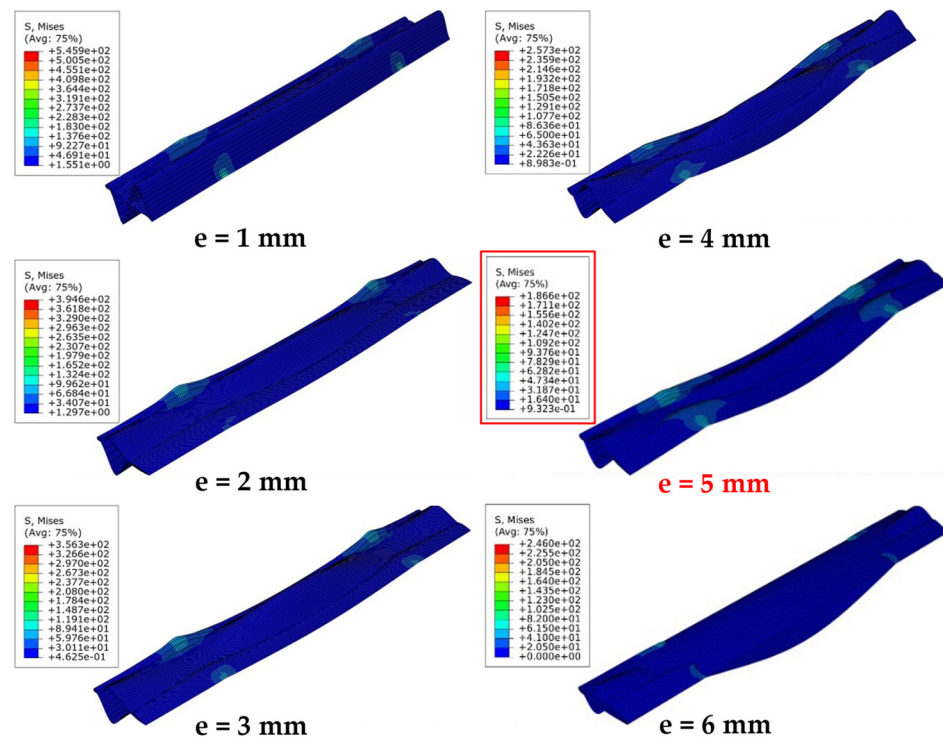 S, Mises
(Avg: 75%)
+5.459e+02
+5.005e+02
+4.551e+02
+4.098e+02
+3.644e+02
+3.191e+02
+2.737e+02
+2.283e+02
+1.830e+02
+1.376e+02
+9.227e+01
+4.691e+01
+1.551e+00
e = 1 mm
S, Mises
(Avg: 75%)
+2.573e+02
+2.359e+02
+2.146e+02
+1.932e+02
+1.718e+02
+1.505e+02
+1.291e+02
+1.077e+02
+8.636e+01
+6.500e+01
+4.363e+01
+2.226e+01
+8.983e-01
e = 4 mm
S, Mises
(Avg: 75%)
+3.946e+02
+3.618e+02
+3.290e+02
+2.963e+02
+2.635e+02
+2.307e+02
+1.979e+02
+1.652e+02
+1.324e+02
+9.962e+01
+6.684e+01
+3.407e+01
+1.297e+00
e = 2 mm
S, Mises
(Avg: 75%)
+1.866e+02
+1.711e+02
+1.556e+02
+1.402e+02
+1.247e+02
+1.092e+02
+9.376e+01
+7.829e+01
+6.282e+01
+4.734e+01
+3.187e+01
+1.640e+01
+9.323e-01
e = 5 mm
S, Mises
(Avg: 75%)
+3.563e+02
+3.266e+02
+2.970e+02
+2.673e+02
+2.377e+02
+2.080e+02
+1.784e+02
+1.487e+02
+1.191e+02
+8.941e+01
+5.976e+01
+3.011e+01
+4.625e-01
e = 3 mm
S, Mises
(Avg: 75%)
+2.460e+02
+2.255e+02
+2.050e+02
+1.845e+02
+1.640e+02
+1.435e+02
+1.230e+02
+1.025e+02
+8.200e+01
+6.150e+01
+4.100e+01
+2.050e+01
+0.000e+00
e = 6 mm